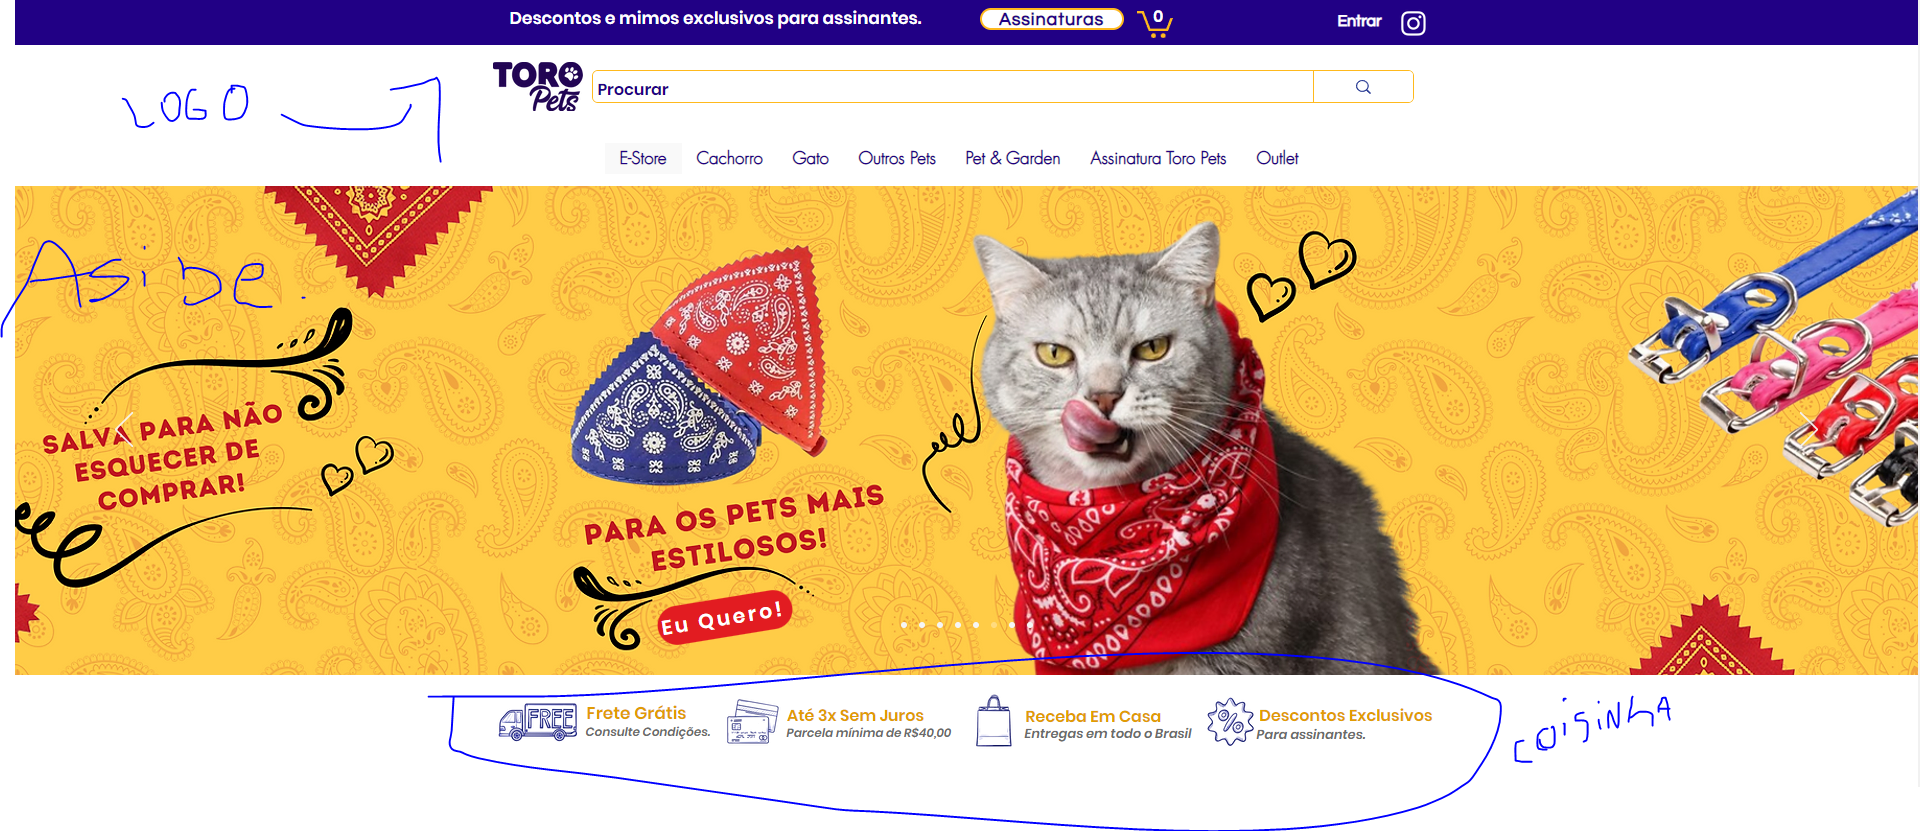 Descontos e mimos exclusivos para assinantes. Assinaturas 0 Entrar
TORO Pets
Procurar
LOGO
E-Store Cachorro Gato Outros Pets Pet & Garden Assinatura Toro Pets Outlet
Aside.
SALVA PARA NÃO
ESQUECER DE
COMPRAR!
PARA OS PETS MAIS
ESTILOSOS!
Eu Quero!
FREE
Frete Grátis
Consulte Condições.
Até 3x Sem Juros
Parcela mínima de R$40,00
Receba Em Casa
Entregas em todo o Brasil
Descontos Exclusivos
Para assinantes.
COISINHA